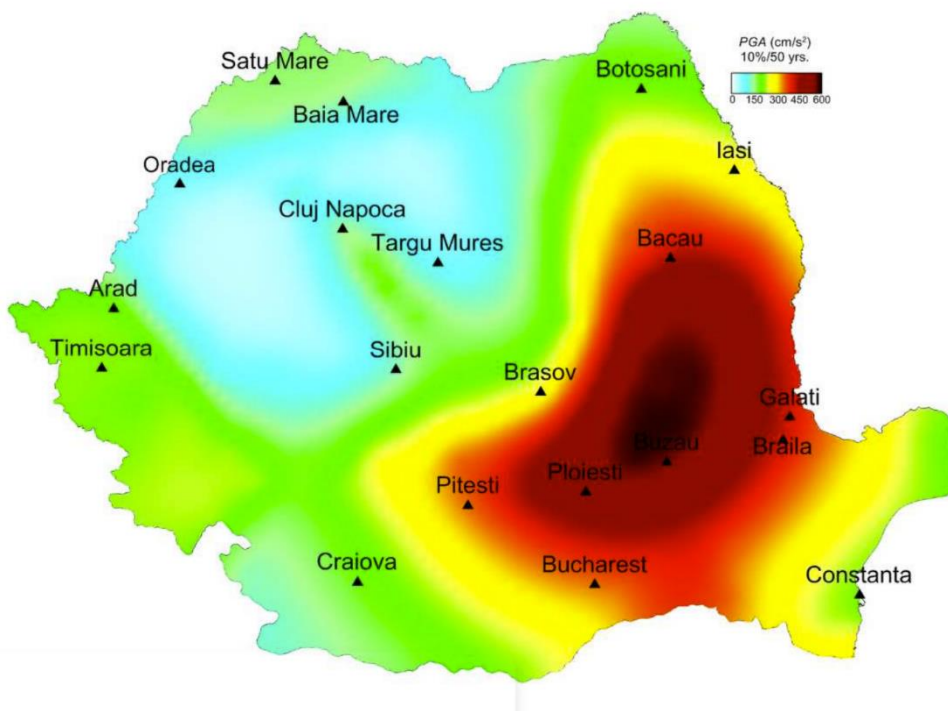 PGA (cm/s²)
10%/50 yrs.
0 150 300 450 600
Satu Mare
Botosani
Baia Mare
Iasi
Oradea
Cluj Napoca
Targu Mures
Bacau
Arad
Timisoara
Sibiu
Brasov
Galati
Braila
Buzau
Ploiesti
Pitesti
Craiova
Bucharest
Constanta